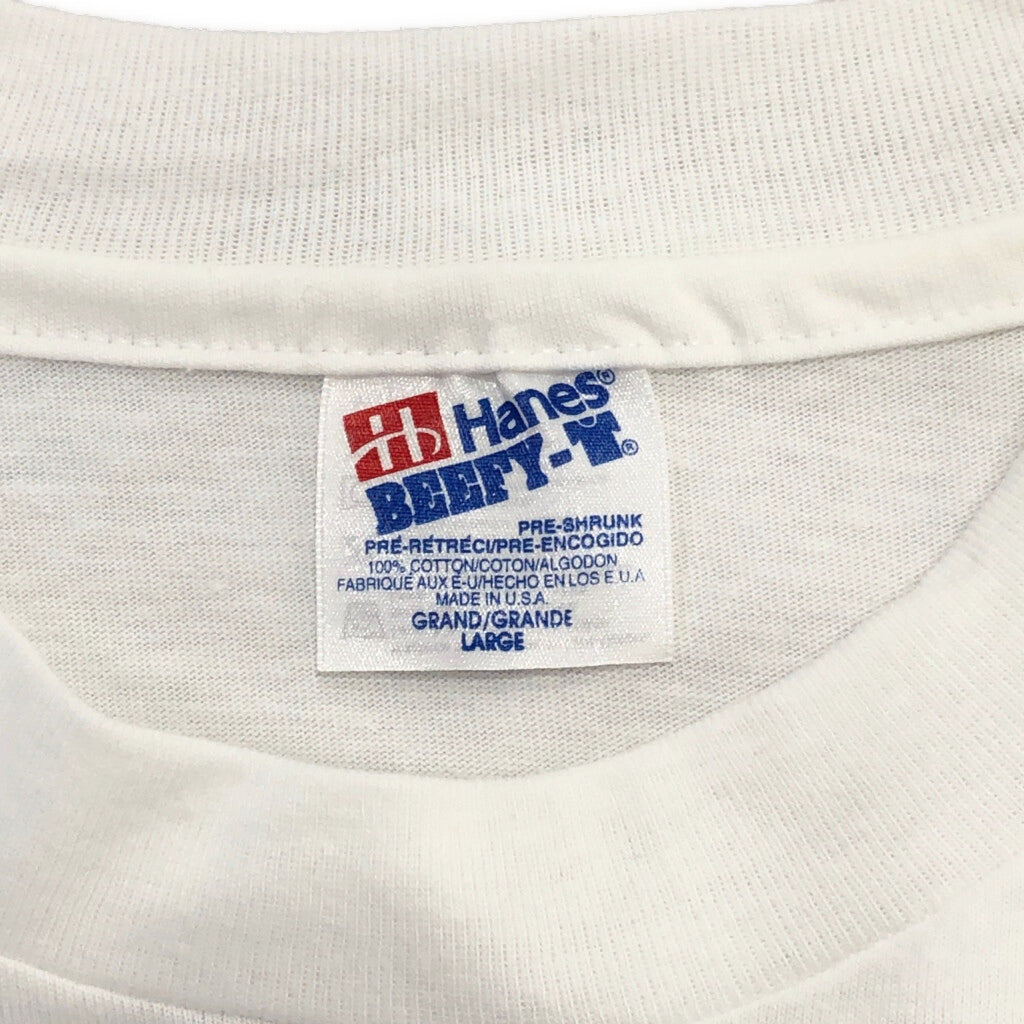 H Hanes®
BEEFY-T®
PRE-SHRUNK
PRÉ-RÉTRÉCI/PRE-ENCOGIDO
100% COTTON/COTON/ALGODON
FABRIQUÉ AUX É-U/HECHO EN LOS E.U.A
MADE IN U.S.A.
GRAND/GRANDE
LARGE